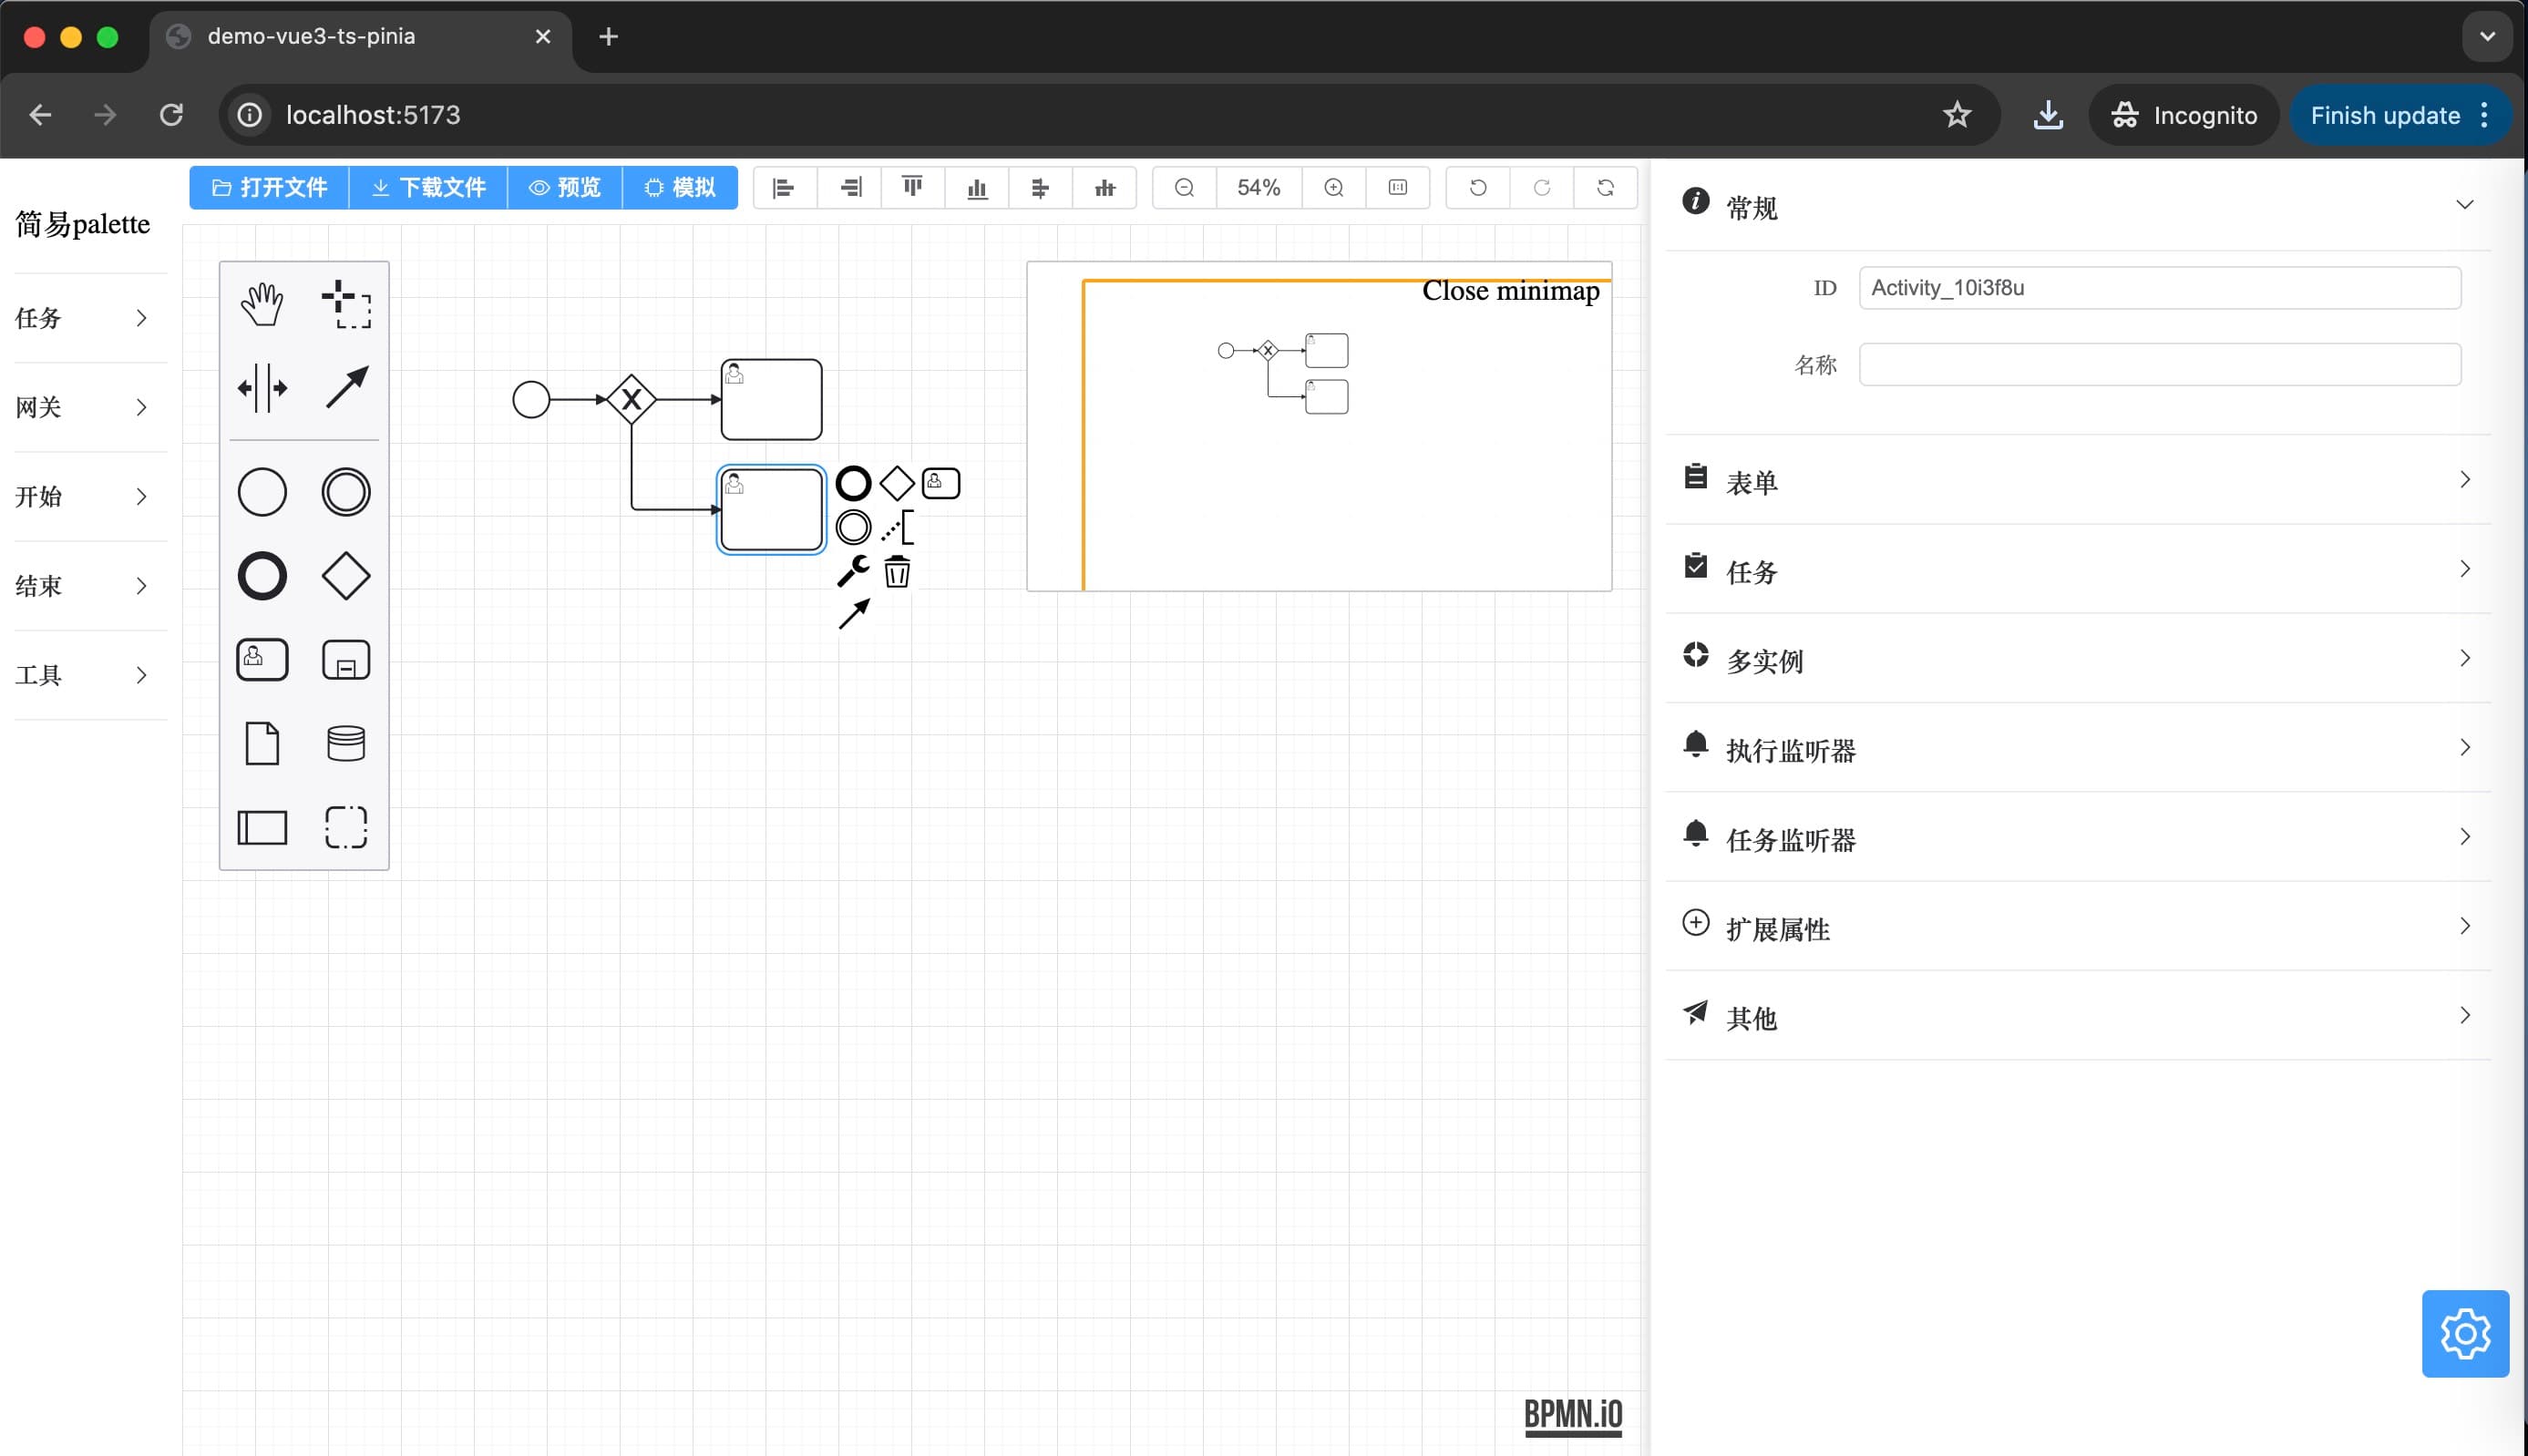 demo-vue3-ts-pinia
localhost:5173
Incognito
Finish update
打开文件
下载文件
预览
模拟
54%
简易palette
任务
网关
开始
结束
工具
Close minimap
BPMN.iO
常规
ID
Activity_10i3f8u
名称
表单
任务
多实例
执行监听器
任务监听器
扩展属性
其他